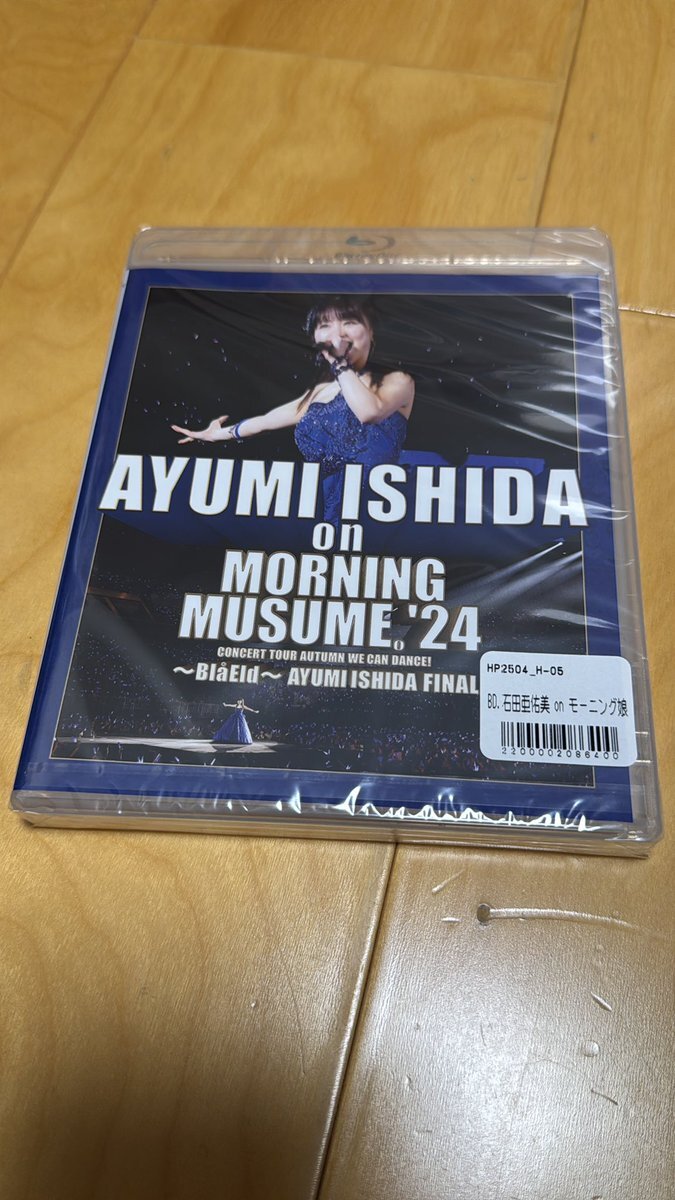 AYUMI ISHIDA
on
MORNING
MUSUME。'24
CONCERT TOUR AUTUMN WE CAN DANCE!
～BlåEld～ AYUMI ISHIDA FINAL
HP2504_H-05
BD.石田亜佑美 on モーニング娘
2200002086400